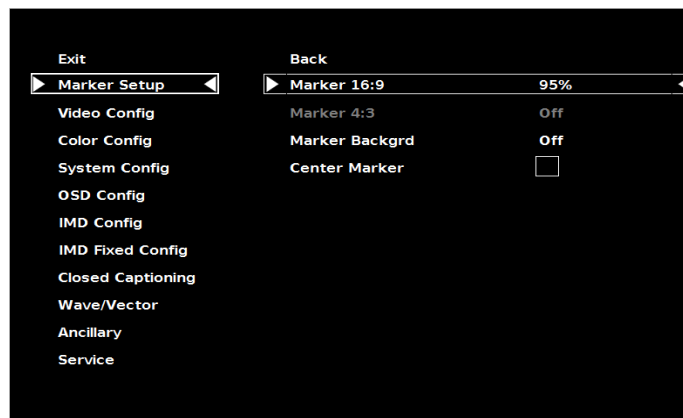 Exit Back
Marker Setup Marker 16:9 95%
Video Config Marker 4:3 Off
Color Config Marker Backgrd Off
System Config Center Marker
OSD Config
IMD Config
IMD Fixed Config
Closed Captioning
Wave/Vector
Ancillary
Service